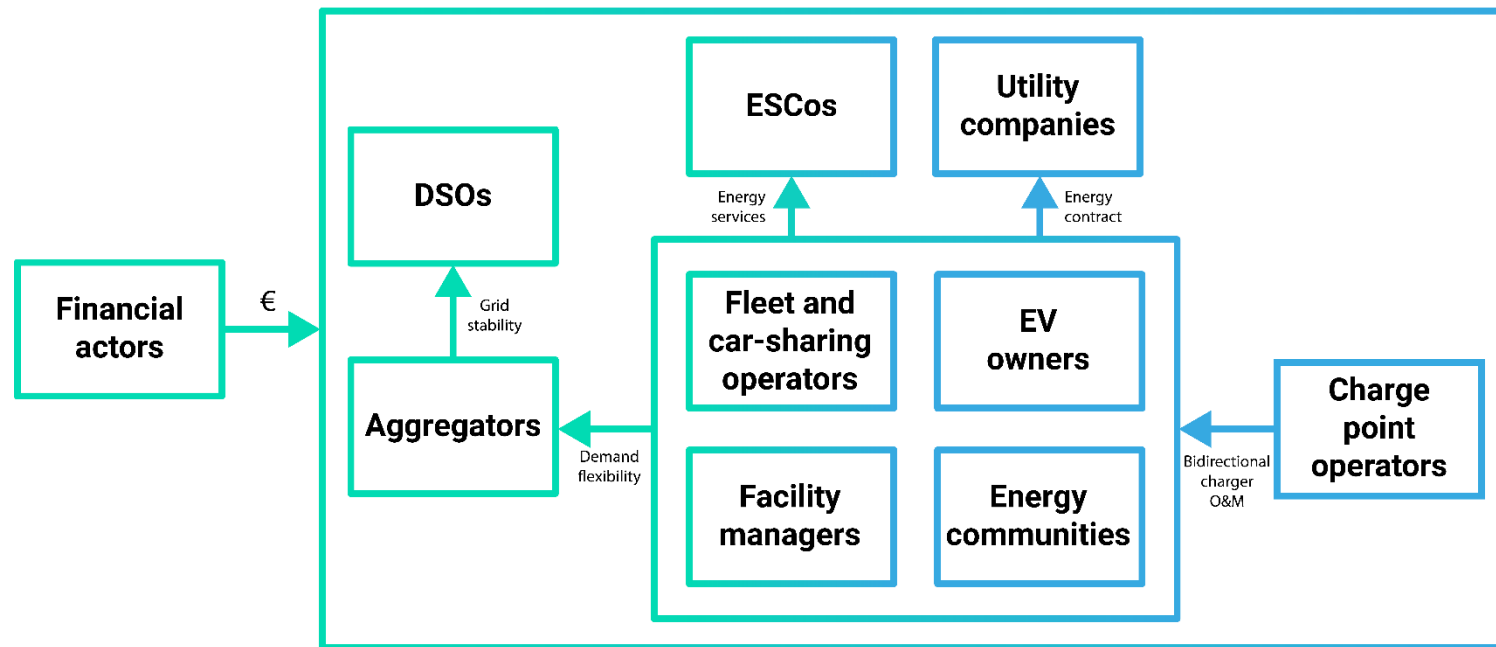 ESCos
Utility
companies
DSOs
Energy
services
Energy
contract
Financial
actors
€
Grid
stability
Fleet and
car-sharing
operators
EV
owners
Aggregators
Demand
flexibility
Charge
point
operators
Bidirectional
charger
O&M
Facility
managers
Energy
communities